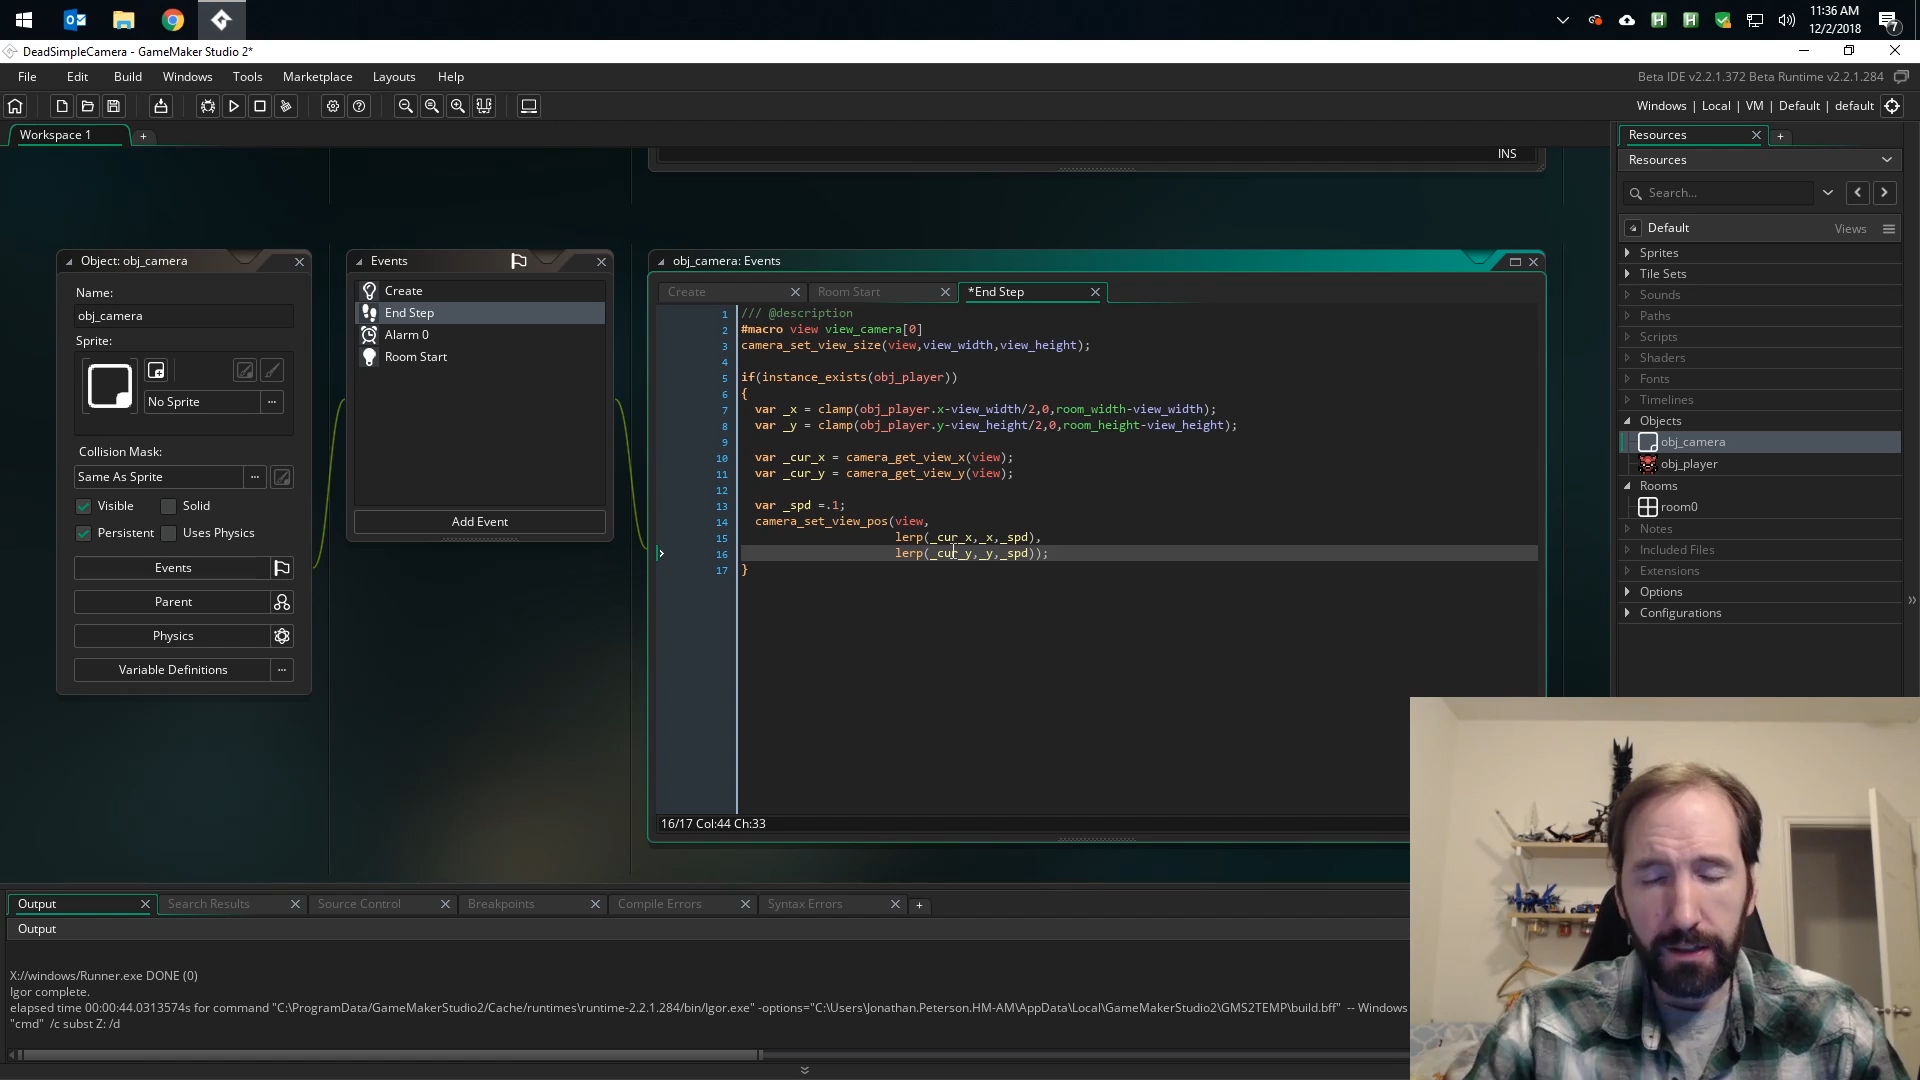 11:36 AM
12/2/2018
7
DeadSimpleCamera - GameMaker Studio 2*
File Edit Build Windows Tools Marketplace Layouts Help
Beta IDE v2.2.1.372 Beta Runtime v2.2.1.284
Windows | Local | VM | Default | default
Workspace 1
INS
Object: obj_camera
Name:
obj_camera
Sprite:
No Sprite
Collision Mask:
Same As Sprite
Visible Solid
Persistent Uses Physics
Events
Parent
Physics
Variable Definitions
Events
Create
End Step
Alarm 0
Room Start
Add Event
obj_camera: Events
Create Room Start *End Step
1 /// @description
2 #macro view view_camera[0]
3 camera_set_view_size(view,view_width,view_height);
4
5 if(instance_exists(obj_player))
6 {
7 var _x = clamp(obj_player.x-view_width/2,0,room_width-view_width);
8 var _y = clamp(obj_player.y-view_height/2,0,room_height-view_height);
9
10 var _cur_x = camera_get_view_x(view);
11 var _cur_y = camera_get_view_y(view);
12
13 var _spd =.1;
14 camera_set_view_pos(view,
15 lerp(_cur_x,_x,_spd),
16 lerp(_cur_y,_y,_spd));
17 }
16/17 Col:44 Ch:33
Resources
Resources
Search...
Default Views
Sprites
Tile Sets
Sounds
Paths
Scripts
Shaders
Fonts
Timelines
Objects
obj_camera
obj_player
Rooms
room0
Notes
Included Files
Extensions
Options
Configurations
Output Search Results Source Control Breakpoints Compile Errors Syntax Errors
Output
X://windows/Runner.exe DONE (0)
Igor complete.
elapsed time 00:00:44.0313574s for command "C:\ProgramData/GameMakerStudio2/Cache/runtimes\runtime-2.2.1.284/bin/Igor.exe" -options="C:\Users\Jonathan.Peterson.HM-AM\AppData\Local\GameMakerStudio2\GMS2TEMP\build.bff" -- Windows
"cmd" /c subst Z: /d